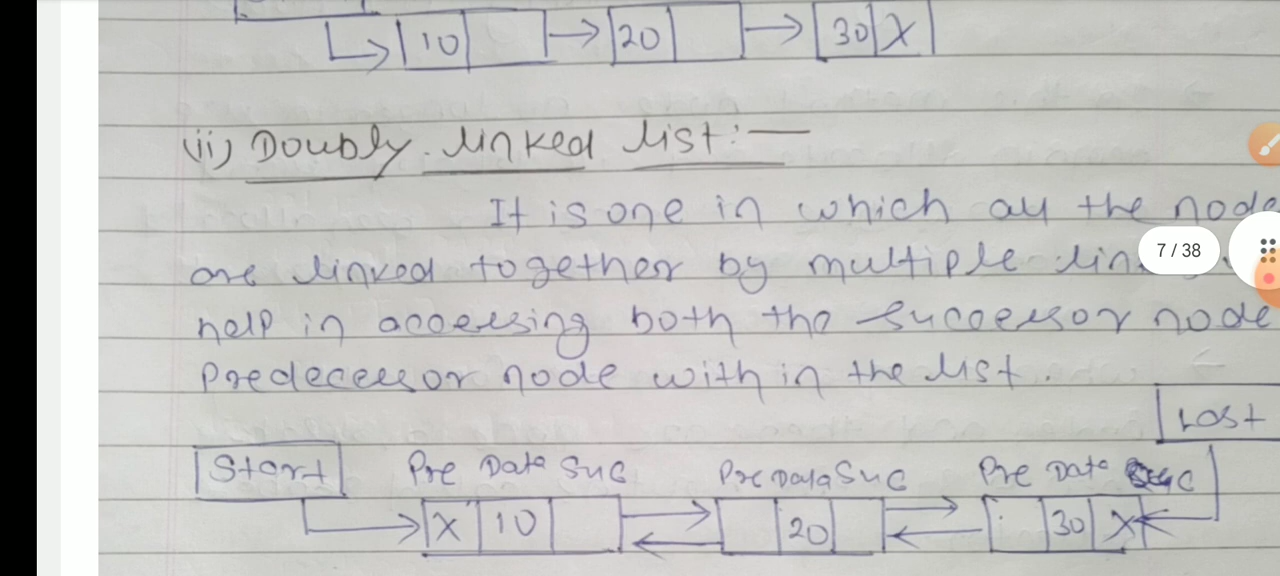 10 → 20 → 30 X
(ii) Doubly linked list:—
It is one in which all the node
are linked together by multiple
7 / 38
help in accessing both the successor node
Predecessor node with in the list.
Last
Start Pre Data Suc Pre Data Suc Pre Data Suc
X 10 20 30 X